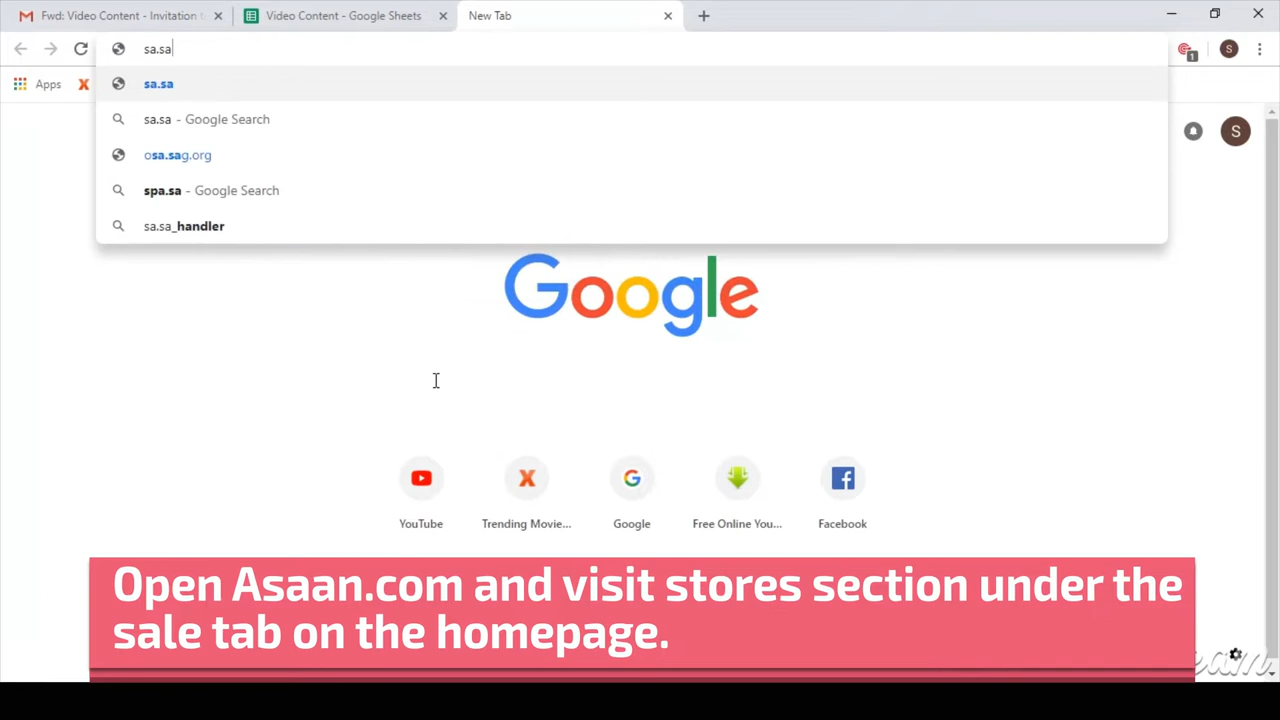 Fwd: Video Content - Invitation
Video Content - Google Sheets
New Tab
sa.sa
1
S
Apps
sa.sa
sa.sa - Google Search
osa.sag.org
spa.sa - Google Search
sa.sa_handler
S
Google
YouTube
Trending Movie...
Google
Free Online You...
Facebook
Open Asaan.com and visit stores section under the
sale tab on the homepage.